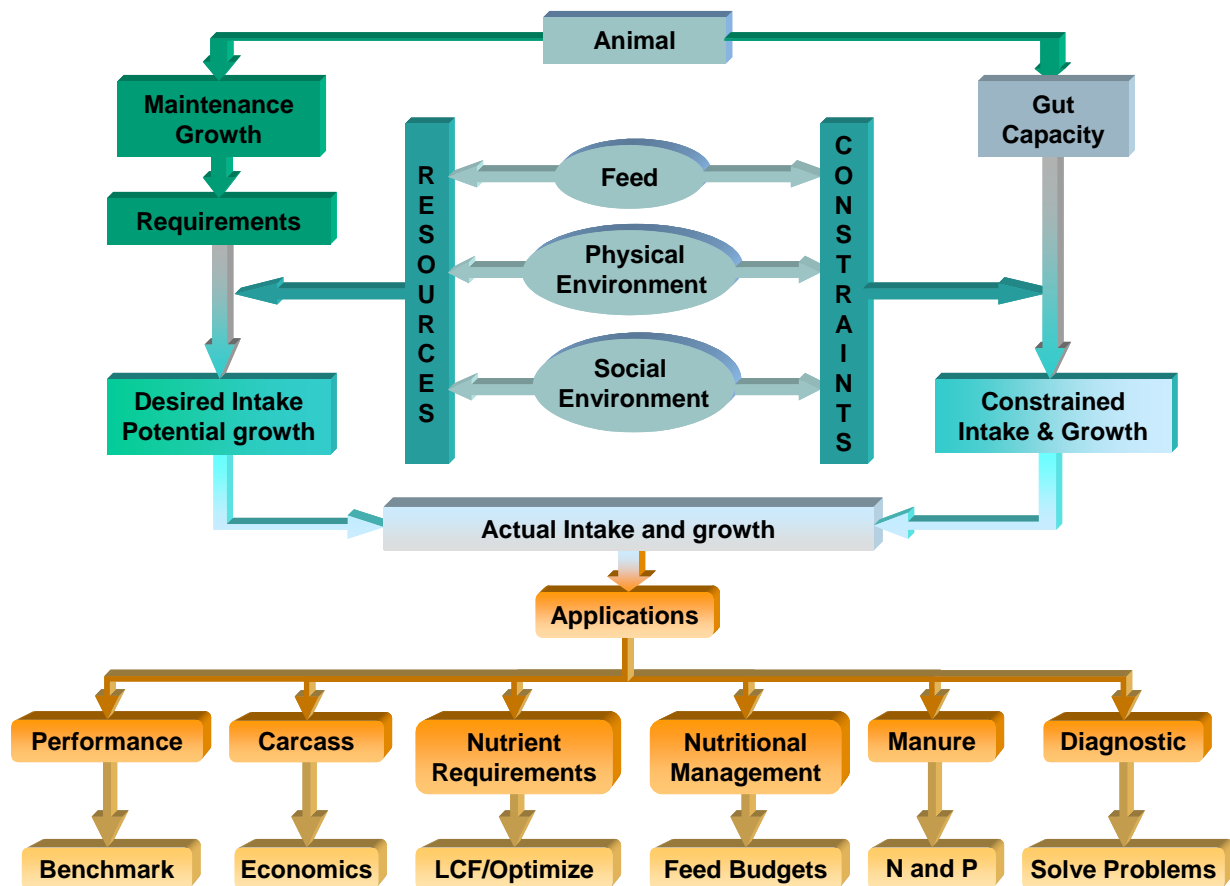 Animal
Maintenance
Growth
Gut
Capacity
Requirements
RESOURCES
CONSTRAINTS
Feed
Physical
Environment
Social
Environment
Desired Intake
Potential growth
Constrained
Intake & Growth
Actual Intake and growth
Applications
Performance
Carcass
Nutrient
Requirements
Nutritional
Management
Manure
Diagnostic
Benchmark
Economics
LCF/Optimize
Feed Budgets
N and P
Solve Problems